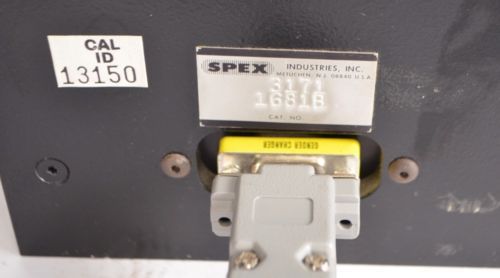 CAL
ID
13150
SPEX INDUSTRIES, INC.
METUCHEN, N.J. 08840 U.S.A.
3171
1681B
CAT. NO.
GENDER CHANGER